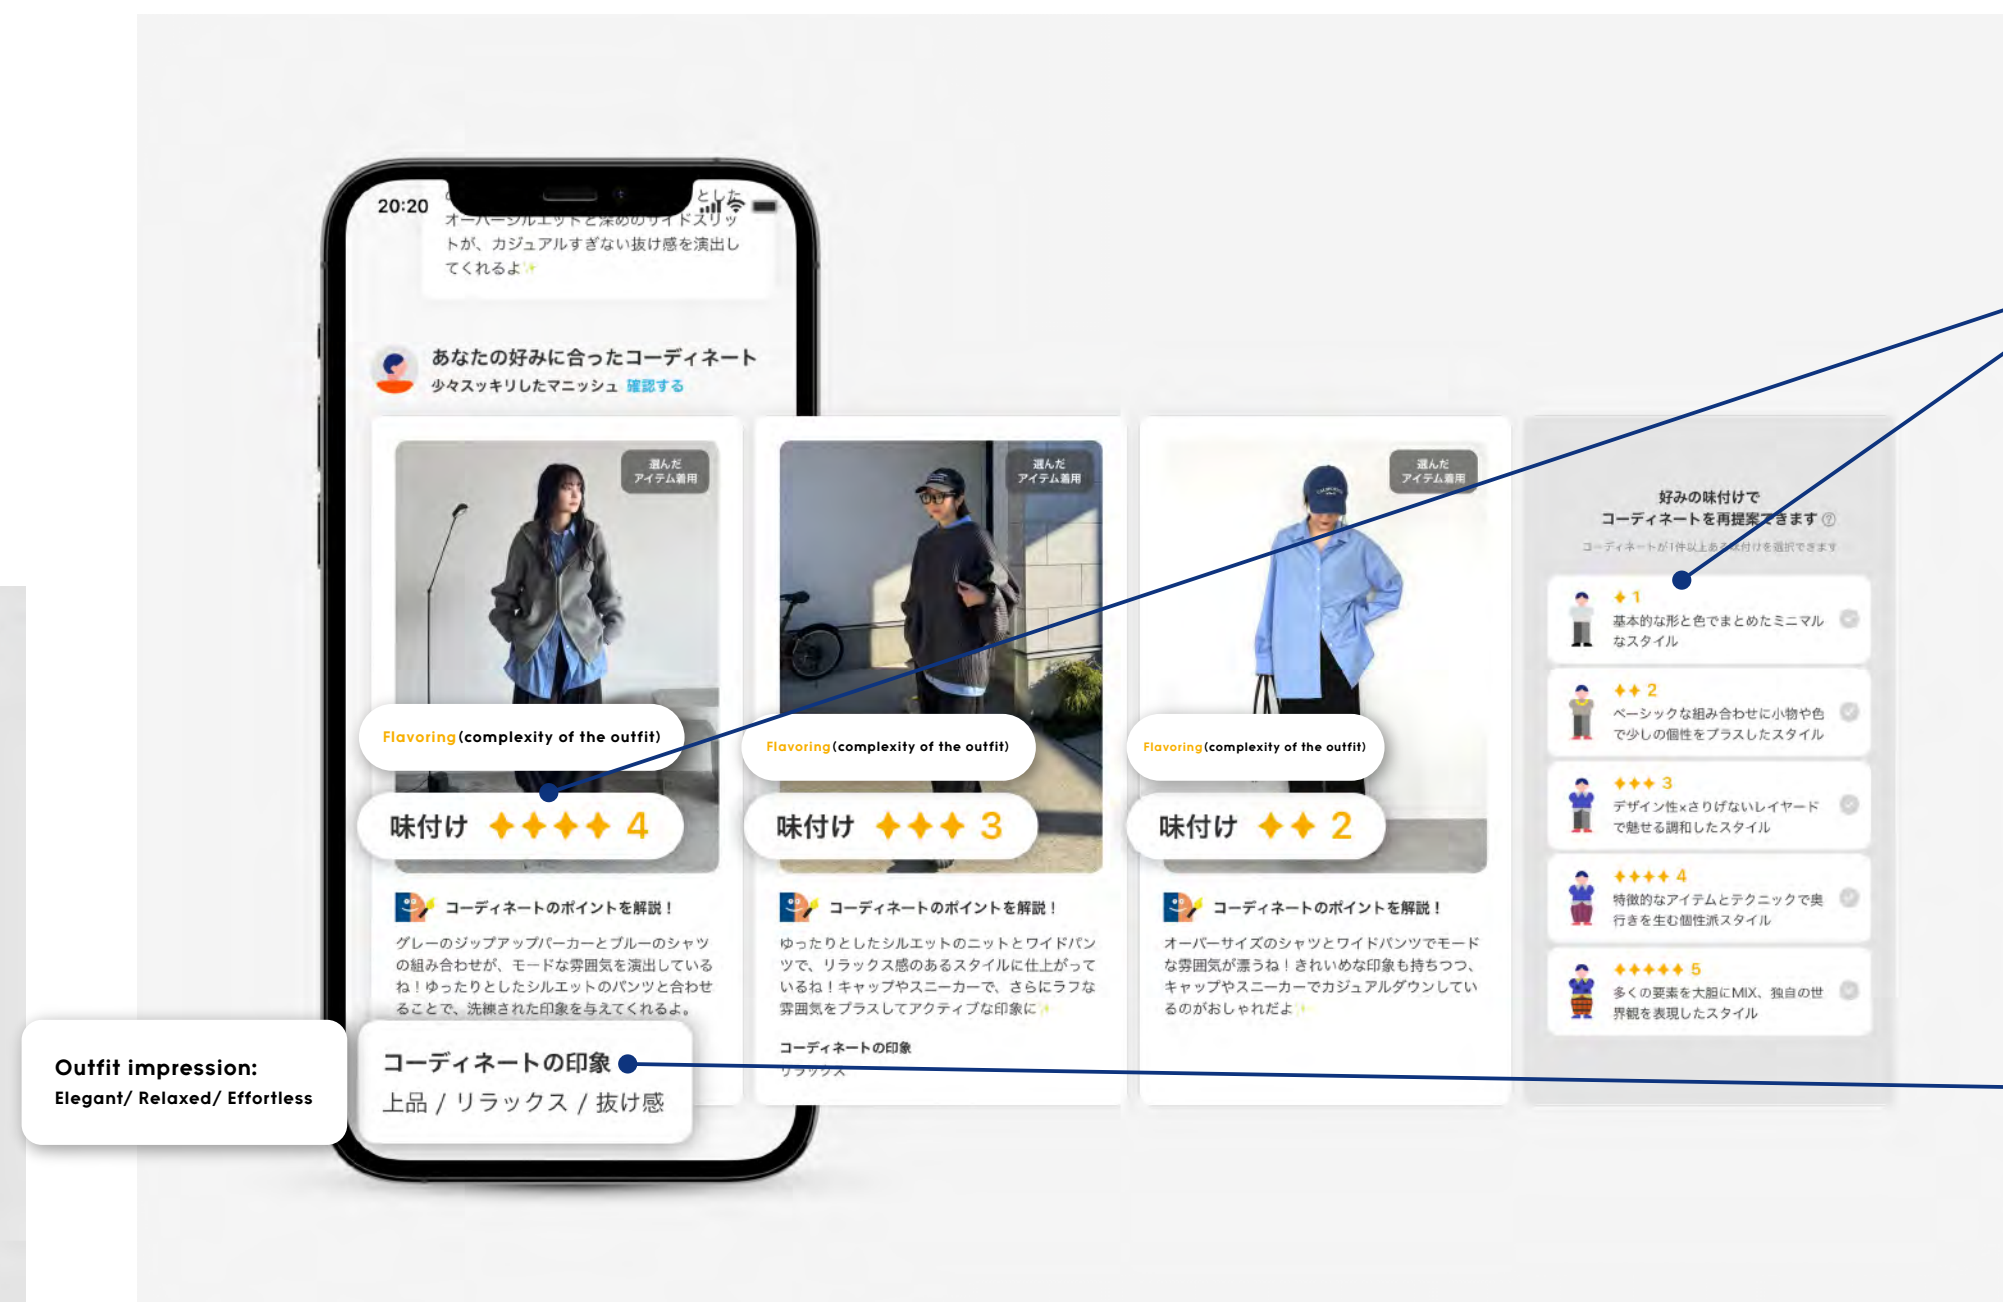 20:20
とした
オーバーシルエットと深めのサイドスリッ
トが、カジュアルすぎない抜け感を演出し
てくれるよ✨
あなたの好みに合ったコーディネート
少々スッキリしたマニッシュ 確認する
選んだ
アイテム着用
Flavoring(complexity of the outfit)
味付け ✦✦✦✦ 4
コーディネートのポイントを解説！
グレーのジップアップパーカーとブルーのシャツ
の組み合わせが、モードな雰囲気を演出している
ね！ゆったりとしたシルエットのパンツと合わせ
ることで、洗練された印象を与えてくれるよ。
コーディネートの印象
上品 / リラックス / 抜け感
Outfit impression:
Elegant/ Relaxed/ Effortless
選んだ
アイテム着用
Flavoring(complexity of the outfit)
味付け ✦✦✦ 3
コーディネートのポイントを解説！
ゆったりとしたシルエットのニットとワイドパン
ツで、リラックス感のあるスタイルに仕上がって
いるね！キャップやスニーカーで、さらにラフな
雰囲気をプラスしてアクティブな印象に✨
コーディネートの印象
リラックス
選んだ
アイテム着用
Flavoring(complexity of the outfit)
味付け ✦✦ 2
コーディネートのポイントを解説！
オーバーサイズのシャツとワイドパンツでモード
な雰囲気が漂うね！きれいめな印象も持ちつつ、
キャップやスニーカーでカジュアルダウンしてい
るのがおしゃれだよ✨
好みの味付けで
コーディネートを再提案できます ?
コーディネートが1件以上ある味付けを選択できます
✦ 1
基本的な形と色でまとめたミニマル
なスタイル
✦✦ 2
ベーシックな組み合わせに小物や色
で少しの個性をプラスしたスタイル
✦✦✦ 3
デザイン性×さりげないレイヤード
で魅せる調和したスタイル
✦✦✦✦ 4
特徴的なアイテムとテクニックで奥
行きを生む個性派スタイル
✦✦✦✦✦ 5
多くの要素を大胆にMIX、独自の世
界観を表現したスタイル